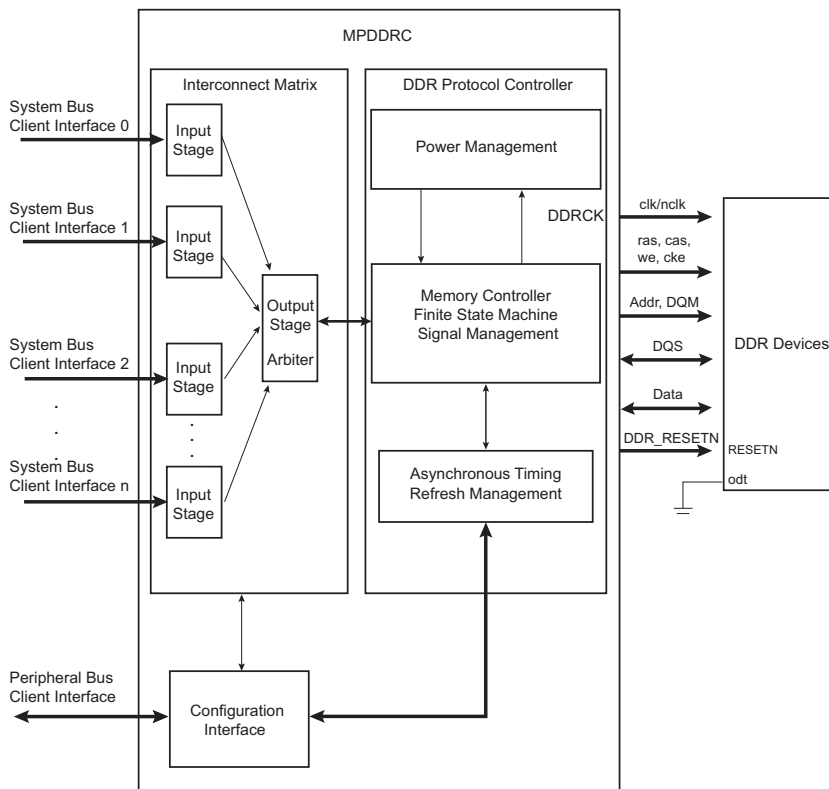 MPDDRC
Interconnect Matrix
DDR Protocol Controller
System Bus
Client Interface 0
Input
Stage
System Bus
Client Interface 1
Input
Stage
System Bus
Client Interface 2
Input
Stage
.
.
.
. . .
System Bus
Client Interface n
Input
Stage
Output
Stage
Arbiter
Power Management
Memory Controller
Finite State Machine
Signal Management
Asynchronous Timing
Refresh Management
DDRCK
clk/nclk
ras, cas,
we, cke
Addr, DQM
DQS
Data
DDR_RESETN
DDR Devices
RESETN
odt
Peripheral Bus
Client Interface
Configuration
Interface